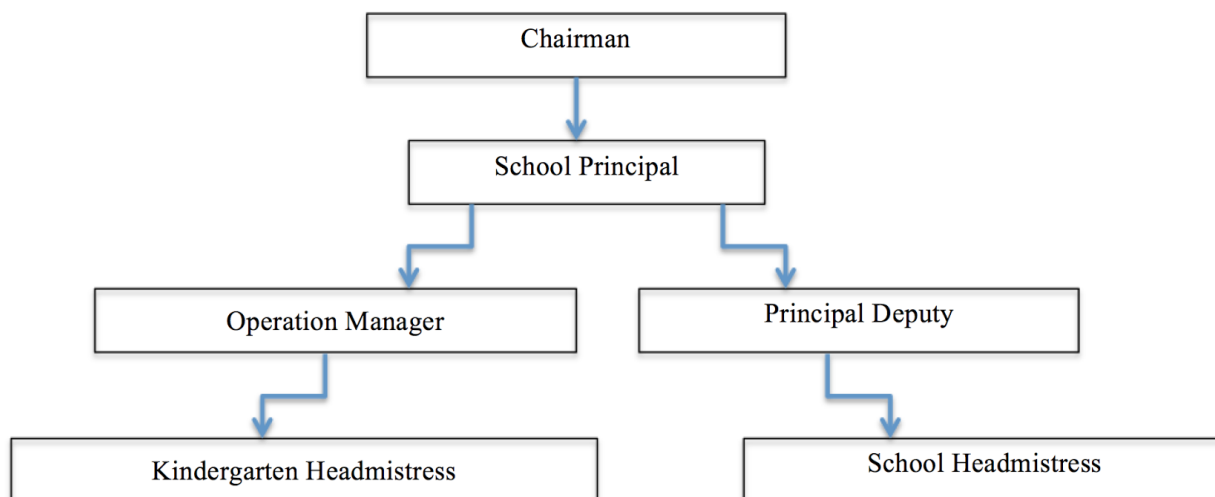 Chairman
School Principal
Operation Manager
Principal Deputy
Kindergarten Headmistress
School Headmistress